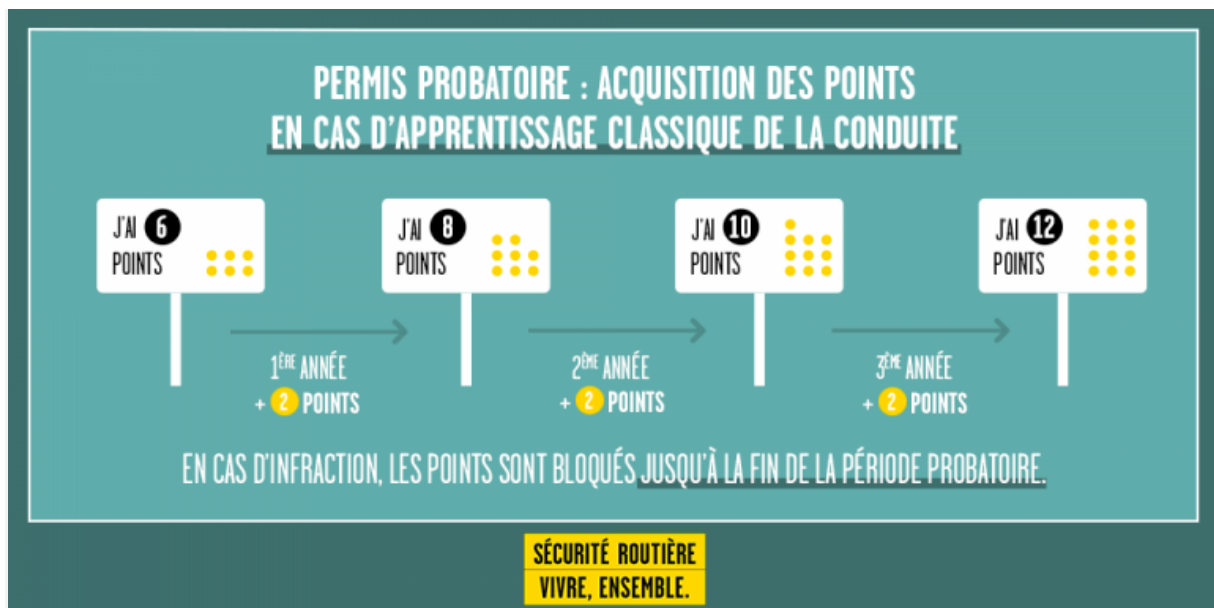 PERMIS PROBATOIRE : ACQUISITION DES POINTS
EN CAS D'APPRENTISSAGE CLASSIQUE DE LA CONDUITE
J'AI 6
POINTS
J'AI 8
POINTS
J'AI 10
POINTS
J'AI 12
POINTS
1ÈRE ANNÉE
+ 2 POINTS
2ÈME ANNÉE
+ 2 POINTS
3ÈME ANNÉE
+ 2 POINTS
EN CAS D'INFRACTION, LES POINTS SONT BLOQUÉS JUSQU'À LA FIN DE LA PÉRIODE PROBATOIRE.
SÉCURITÉ ROUTIÈRE
VIVRE, ENSEMBLE.